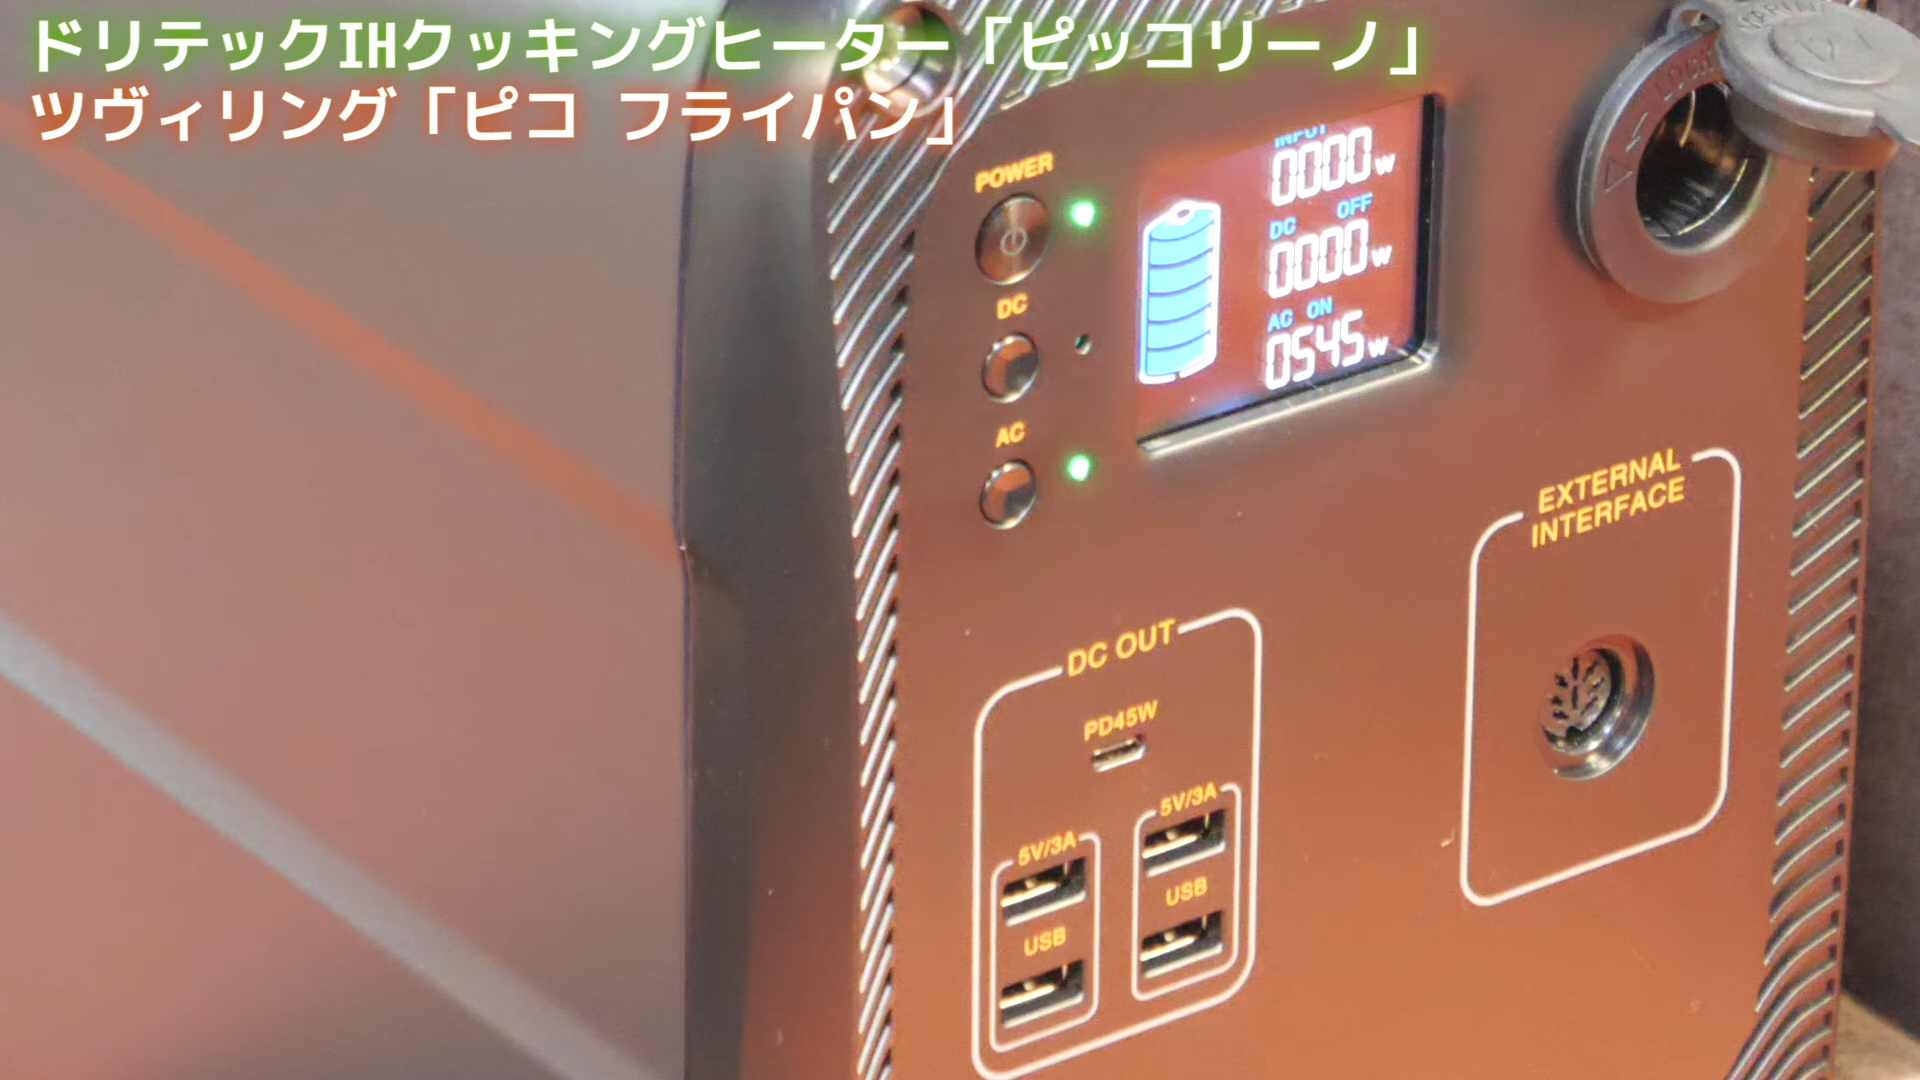 ドリテックIHクッキングヒーター「ピッコリーノ」
ツヴィリング「ピコ フライパン」
POWER
INPUT
0000w
DC OFF
0000w
AC ON
0545w
DC
AC
EXTERNAL
INTERFACE
DC OUT
PD45W
5V/3A
5V/3A
USB
USB